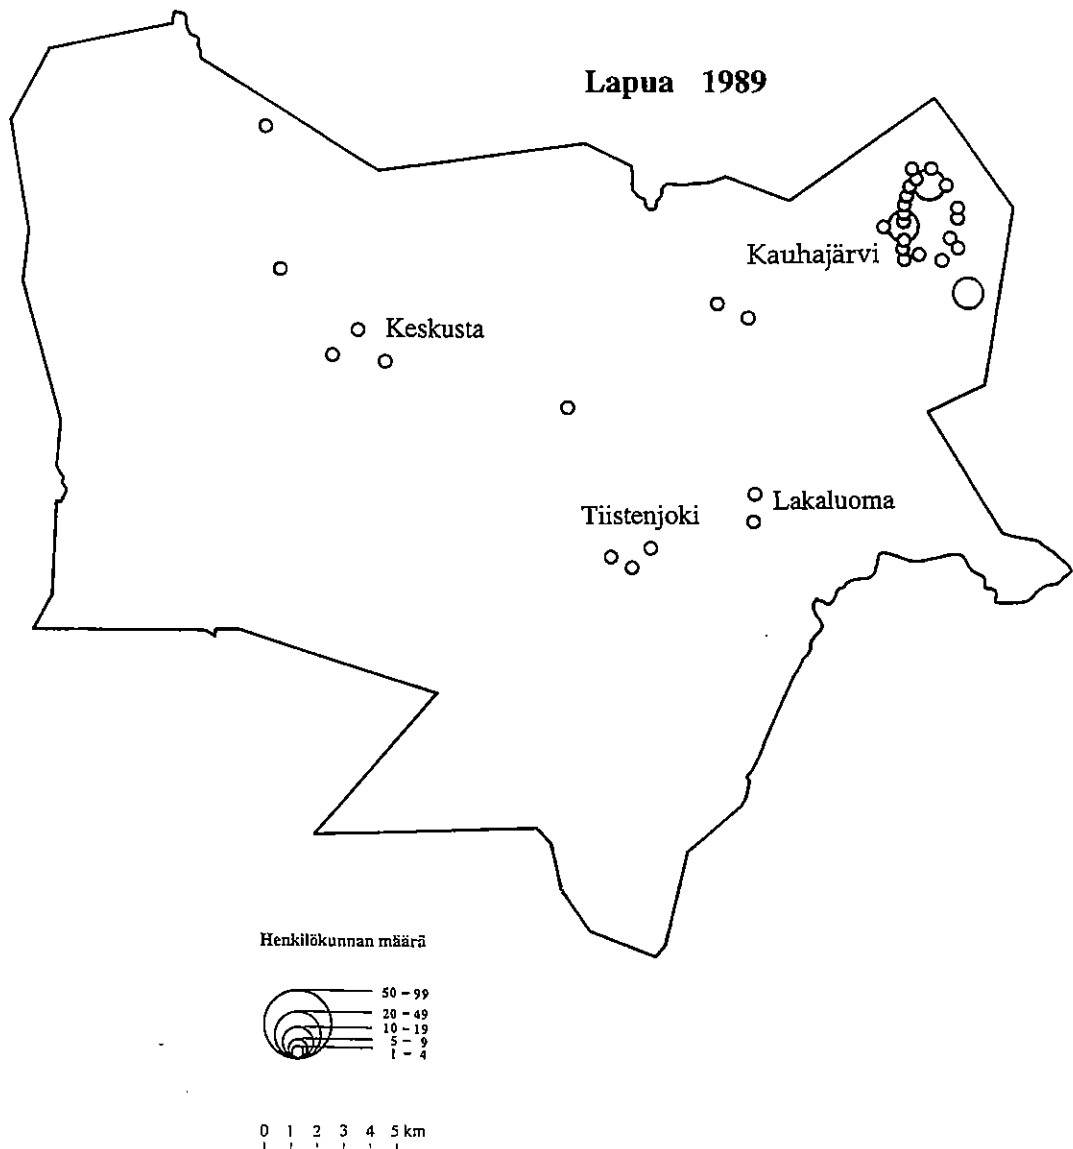 Lapua 1989
Kauhajärvi
Keskusta
Lakaluoma
Tiistenjoki
Henkilökunnan määrä
50 - 99
20 - 49
10 - 19
5 - 9
1 - 4
0 1 2 3 4 5 km